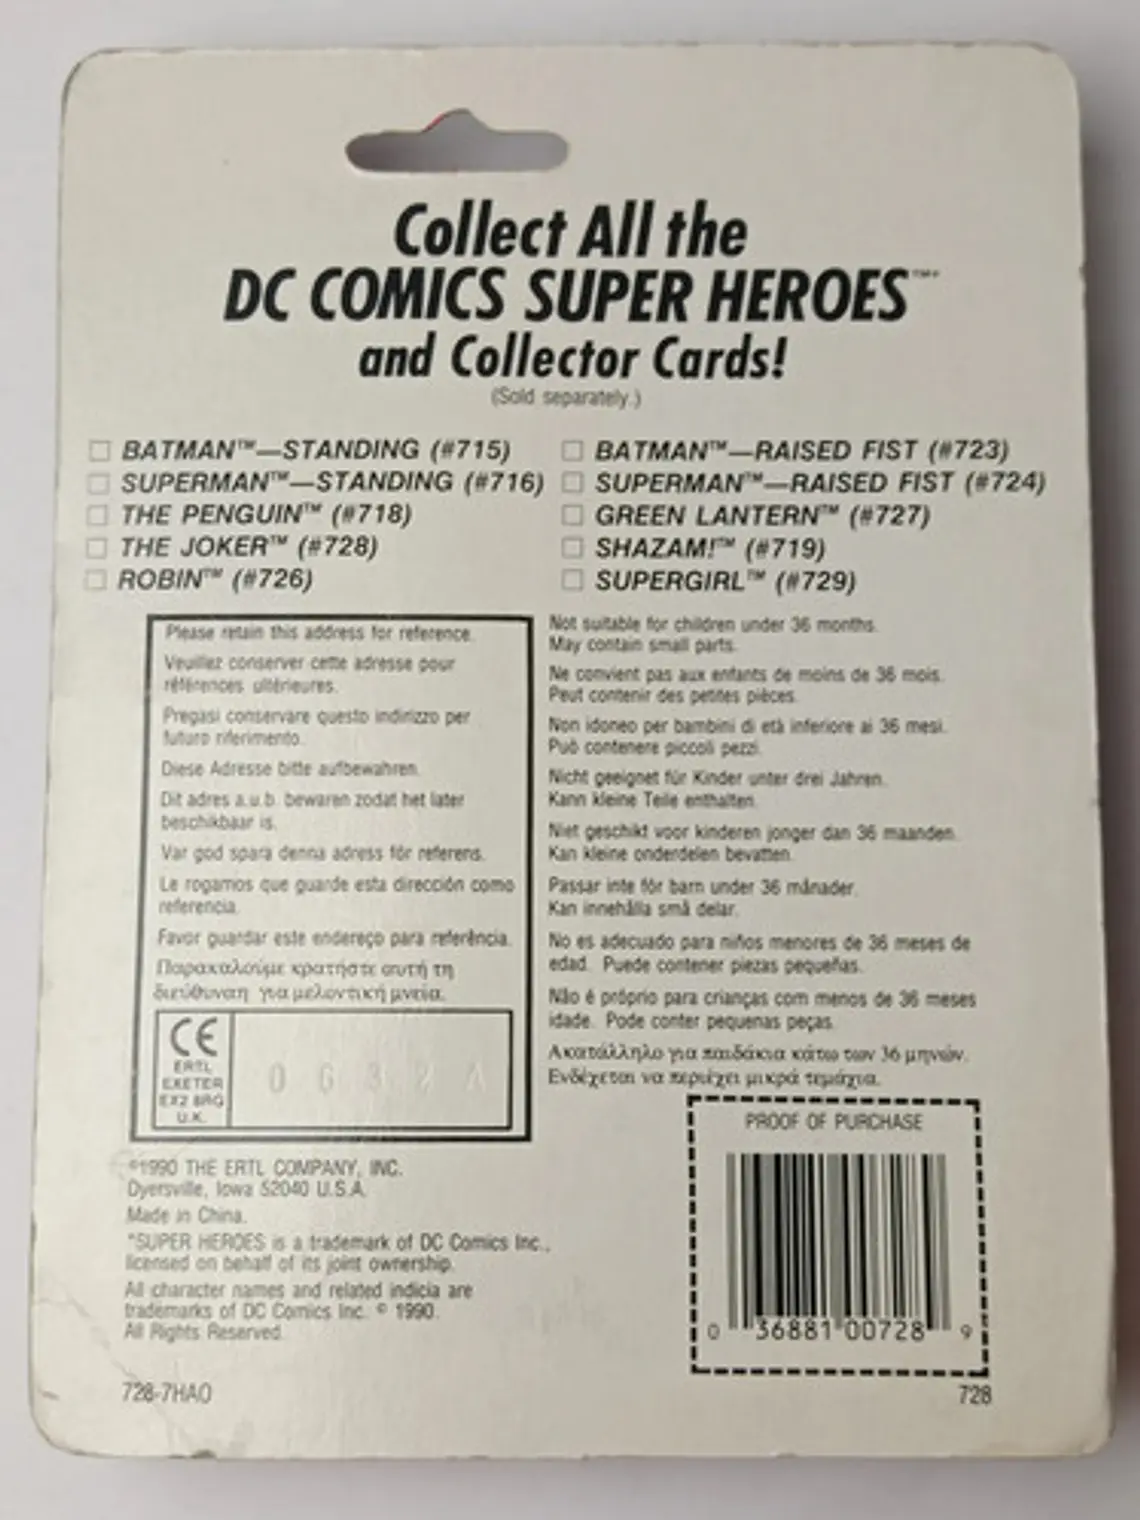 Collect All the
DC COMICS SUPER HEROES™*
and Collector Cards!
(Sold separately.)
BATMAN™—STANDING (#715)
SUPERMAN™—STANDING (#716)
THE PENGUIN™ (#718)
THE JOKER™ (#728)
ROBIN™ (#726)
BATMAN™—RAISED FIST (#723)
SUPERMAN™—RAISED FIST (#724)
GREEN LANTERN™ (#727)
SHAZAM!™ (#719)
SUPERGIRL™ (#729)
Please retain this address for reference.
Veuillez conserver cette adresse pour
références ultérieures.
Pregasi conservare questo indirizzo per
futuro riferimento.
Diese Adresse bitte aufbewahren.
Dit adres a.u.b. bewaren zodat het later
beschikbaar is.
Var god spara denna adress för referens.
Le rogamos que guarde esta dirección como
referencia.
Favor guardar este endereço para referência.
Παρακαλούμε κρατήστε αυτή τη
διεύθυνση για μελοντική μνεία.
CE
ERTL
EXETER
EX2 8RG
U.K.
0632A
Not suitable for children under 36 months.
May contain small parts.
Ne convient pas aux enfants de moins de 36 mois.
Peut contenir des petites pièces.
Non idoneo per bambini di età inferiore ai 36 mesi.
Può contenere piccoli pezzi.
Nicht geeignet für Kinder unter drei Jahren.
Kann kleine Teile enthalten.
Niet geschikt voor kinderen jonger dan 36 maanden.
Kan kleine onderdelen bevatten.
Passar inte för barn under 36 månader.
Kan innehålla små delar.
No es adecuado para niños menores de 36 meses de
edad. Puede contener piezas pequeñas.
Não é próprio para crianças com menos de 36 meses
idade. Pode conter pequenas peças.
Ακατάλληλο για παιδάκια κάτω των 36 μηνών.
Ενδέχεται να περιέχει μικρά τεμάχια.
©1990 THE ERTL COMPANY, INC.
Dyersville, Iowa 52040 U.S.A.
Made in China.
*SUPER HEROES is a trademark of DC Comics Inc.,
licensed on behalf of its joint ownership.
All character names and related indicia are
trademarks of DC Comics Inc. © 1990.
All Rights Reserved.
728-7HAO
PROOF OF PURCHASE
0 36881 00728 9
728